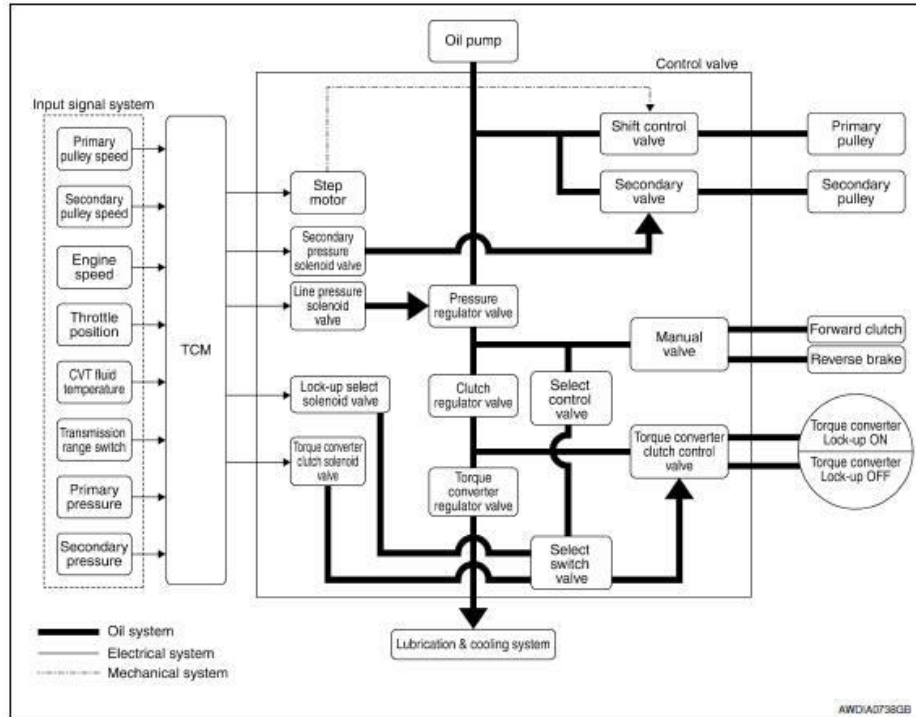 Oil pump
Control valve
Input signal system
Primary
pulley speed
Secondary
pulley speed
Engine
speed
Throttle
position
CVT fluid
temperature
Transmission
range switch
Primary
pressure
Secondary
pressure
TCM
Step
motor
Secondary
pressure
solenoid valve
Line pressure
solenoid
valve
Lock-up select
solenoid valve
Torque converter
clutch solenoid
valve
Pressure
regulator valve
Clutch
regulator valve
Torque
converter
regulator valve
Shift control
valve
Secondary
valve
Manual
valve
Select
control
valve
Torque converter
clutch control
valve
Select
switch
valve
Primary
pulley
Secondary
pulley
Forward clutch
Reverse brake
Torque converter
Lock-up ON
Torque converter
Lock-up OFF
Lubrication & cooling system
Oil system
Electrical system
Mechanical system
AWDIA0738GB